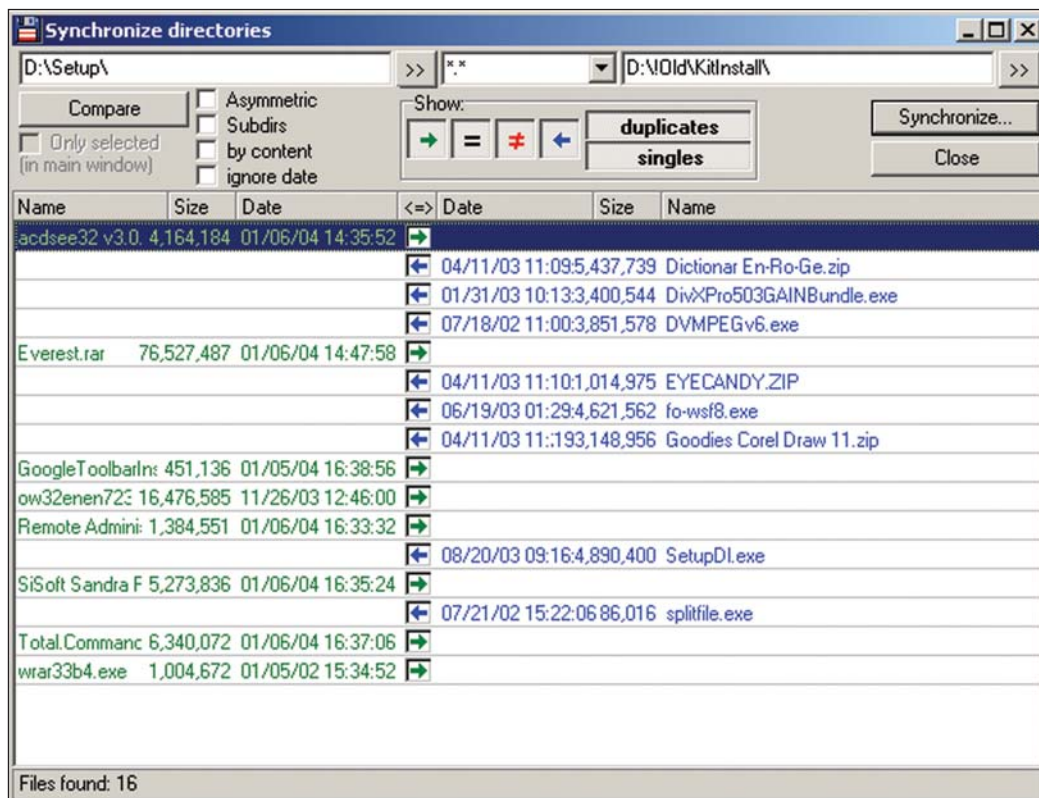 Synchronize directories
D:\Setup\ >> *.* D:\!Old\KitInstall\ >>
Compare
Only selected
(in main window)
Asymmetric
Subdirs
by content
ignore date
Show:
= ≠
duplicates
singles
Synchronize...
Close
Name Size Date <=> Date Size Name
acdsee32 v3.0. 4,164,184 01/06/04 14:35:52
04/11/03 11:09:5,437,739 Dictionar En-Ro-Ge.zip
01/31/03 10:13:3,400,544 DivXPro503GAINBundle.exe
07/18/02 11:00:3,851,578 DVMPEGv6.exe
Everest.rar 76,527,487 01/06/04 14:47:58
04/11/03 11:10:1,014,975 EYECANDY.ZIP
06/19/03 01:29:4,621,562 fo-wsf8.exe
04/11/03 11:193,148,956 Goodies Corel Draw 11.zip
GoogleToolbarIns 451,136 01/05/04 16:38:56
ow32enen723 16,476,585 11/26/03 12:46:00
Remote Admini 1,384,551 01/06/04 16:33:32
08/20/03 09:16:4,890,400 SetupDl.exe
SiSoft Sandra P 5,273,836 01/06/04 16:35:24
07/21/02 15:22:06 86,016 splitfile.exe
Total.Commanc 6,340,072 01/06/04 16:37:06
wrar33b4.exe 1,004,672 01/05/02 15:34:52
Files found: 16